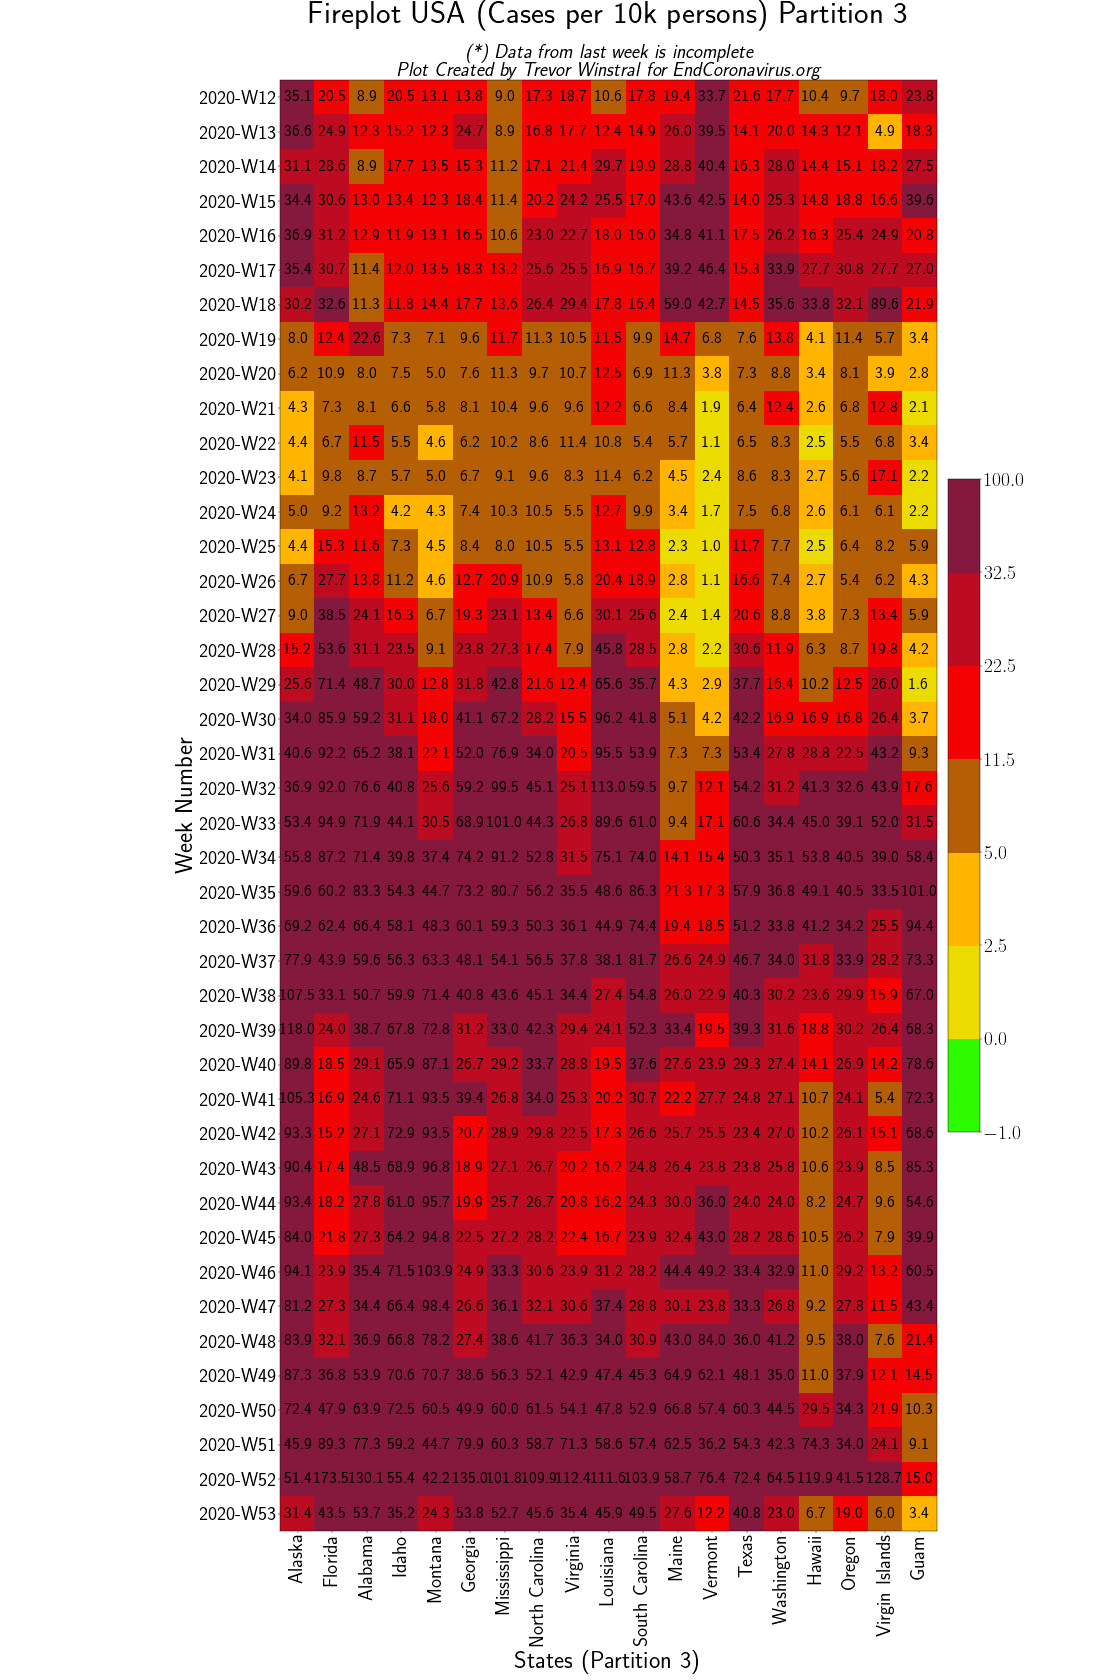 Fireplot USA (Cases per 10k persons) Partition 3
(*) Data from last week is incomplete
Plot Created by Trevor Winstral for EndCoronavirus.org
2020-W12 35.1 20.5 8.9 20.5 13.1 13.8 9.0 17.3 18.7 10.6 17.8 19.4 33.7 21.6 17.7 10.4 9.7 18.0 23.8
2020-W13 36.6 24.9 12.3 15.2 12.3 24.7 8.9 16.8 17.7 12.4 14.9 26.0 39.5 14.1 20.0 14.3 12.1 4.9 18.3
2020-W14 31.1 28.6 8.9 17.7 13.5 15.3 11.2 17.1 21.4 29.7 19.9 28.8 40.4 16.3 28.0 14.4 15.1 18.2 27.5
2020-W15 34.4 30.6 13.0 13.4 12.3 18.4 11.4 20.2 24.2 25.5 17.0 43.6 42.5 14.0 25.3 14.8 18.8 16.6 39.6
2020-W16 36.9 31.2 12.9 11.9 13.1 16.5 10.6 23.0 22.7 18.0 16.0 34.8 41.1 17.5 26.2 16.3 25.4 24.9 20.8
2020-W17 35.4 30.7 11.4 12.0 13.5 18.3 13.2 25.6 25.5 16.9 16.7 39.2 46.4 15.3 33.9 27.7 30.8 27.7 27.0
2020-W18 30.2 32.6 11.3 11.8 14.4 17.7 13.6 26.4 29.4 17.8 16.4 59.0 42.7 14.5 35.6 33.8 32.1 89.6 21.9
2020-W19 8.0 12.4 22.6 7.3 7.1 9.6 11.7 11.3 10.5 11.5 9.9 14.7 6.8 7.6 13.8 4.1 11.4 5.7 3.4
2020-W20 6.2 10.9 8.0 7.5 5.0 7.6 11.3 9.7 10.7 12.5 6.9 11.3 3.8 7.3 8.8 3.4 8.1 3.9 2.8
2020-W21 4.3 7.3 8.1 6.6 5.8 8.1 10.4 9.6 9.6 12.2 6.6 8.4 1.9 6.4 12.4 2.6 6.8 12.8 2.1
2020-W22 4.4 6.7 11.5 5.5 4.6 6.2 10.2 8.6 11.4 10.8 5.4 5.7 1.1 6.5 8.3 2.5 5.5 6.8 3.4
2020-W23 4.1 9.8 8.7 5.7 5.0 6.7 9.1 9.6 8.3 11.4 6.2 4.5 2.4 8.6 8.3 2.7 5.6 17.1 2.2
2020-W24 5.0 9.2 13.2 4.2 4.3 7.4 10.3 10.5 5.5 12.7 9.9 3.4 1.7 7.5 6.8 2.6 6.1 6.1 2.2
2020-W25 4.4 15.3 11.6 7.3 4.5 8.4 8.0 10.5 5.5 13.1 12.8 2.3 1.0 11.7 7.7 2.5 6.4 8.2 5.9
2020-W26 6.7 27.7 13.8 11.2 4.6 12.7 20.9 10.9 5.8 20.4 18.9 2.8 1.1 16.6 7.4 2.7 5.4 6.2 4.3
2020-W27 9.0 38.5 24.1 16.3 6.7 19.3 23.1 13.4 6.6 30.1 25.6 2.4 1.4 20.6 8.8 3.8 7.3 13.4 5.9
2020-W28 15.2 53.6 31.1 23.5 9.1 23.8 27.3 17.4 7.9 45.8 28.5 2.8 2.2 30.6 11.9 6.3 8.7 19.8 4.2
2020-W29 25.6 71.4 48.7 30.0 12.8 31.8 42.8 21.6 12.4 65.6 35.7 4.3 2.9 37.7 16.4 10.2 12.5 26.0 1.6
2020-W30 34.0 85.9 59.2 31.1 18.0 41.1 67.2 28.2 15.5 96.2 41.8 5.1 4.2 42.2 16.9 16.9 16.8 26.4 3.7
2020-W31 40.6 92.2 65.2 38.1 22.1 52.0 76.9 34.0 20.5 95.5 53.9 7.3 7.3 53.4 27.8 28.8 22.5 43.2 9.3
2020-W32 36.9 92.0 76.6 40.8 25.6 59.2 99.5 45.1 25.1 113.0 59.5 9.7 12.1 54.2 31.2 41.3 32.6 43.9 17.6
2020-W33 53.4 94.9 71.9 44.1 30.5 68.9 101.0 44.3 26.8 89.6 61.0 9.4 17.1 60.6 34.4 45.0 39.1 52.0 31.5
2020-W34 55.8 87.2 71.4 39.8 37.4 74.2 91.2 52.8 31.5 75.1 74.0 14.1 15.4 50.3 35.1 53.8 40.5 39.0 58.4
2020-W35 59.6 60.2 83.3 54.3 44.7 73.2 80.7 56.2 35.5 48.6 86.3 21.3 17.3 57.9 36.8 49.1 40.5 33.5 101.0
2020-W36 69.2 62.4 66.4 58.1 48.3 60.1 59.3 50.3 36.1 44.9 74.4 19.4 18.5 51.2 33.8 41.2 34.2 25.5 94.4
2020-W37 77.9 43.9 59.6 56.3 63.3 48.1 54.1 56.5 37.8 38.1 81.7 26.6 24.9 46.7 34.0 31.8 33.9 28.2 73.3
2020-W38 107.5 33.1 50.7 59.9 71.4 40.8 43.6 45.1 34.4 27.4 54.8 26.0 22.9 40.3 30.2 23.6 29.9 15.9 67.0
2020-W39 118.0 24.0 38.7 67.8 72.8 31.2 33.0 42.3 29.4 24.1 52.3 33.4 19.5 39.3 31.6 18.8 30.2 26.4 68.3
2020-W40 89.8 18.5 29.1 65.9 87.1 26.7 29.2 33.7 28.8 19.5 37.6 27.6 23.9 29.3 27.4 14.1 26.9 14.2 78.6
2020-W41 105.3 16.9 24.6 71.1 93.5 39.4 26.8 34.0 25.3 20.2 30.7 22.2 27.7 24.8 27.1 10.7 24.1 5.4 72.3
2020-W42 93.3 15.2 27.1 72.9 93.5 20.7 28.9 29.8 22.5 17.3 26.6 25.7 25.5 23.4 27.0 10.2 26.1 15.1 68.6
2020-W43 90.4 17.4 48.5 68.9 96.8 18.9 27.1 26.7 20.2 16.2 24.8 26.4 23.8 23.8 25.8 10.6 23.9 8.5 85.3
2020-W44 93.4 18.2 27.8 61.0 95.7 19.9 25.7 26.7 20.8 16.2 24.3 30.0 36.0 24.0 24.0 8.2 24.7 9.6 54.6
2020-W45 84.0 21.8 27.3 64.2 94.8 22.5 27.2 28.2 22.4 16.7 23.9 32.4 43.0 28.2 28.6 10.5 26.2 7.9 39.9
2020-W46 94.1 23.9 35.4 71.5 103.9 24.9 33.3 30.6 23.9 31.2 28.2 44.4 49.2 33.4 32.9 11.0 29.2 13.2 60.5
2020-W47 81.2 27.3 34.4 66.4 98.4 26.6 36.1 32.1 30.6 37.4 28.8 30.1 23.8 33.3 26.8 9.2 27.8 11.5 43.4
2020-W48 83.9 32.1 36.9 66.8 78.2 27.4 38.6 41.7 36.3 34.0 30.9 43.0 84.0 36.0 41.2 9.5 38.0 7.6 21.4
2020-W49 87.3 36.8 53.9 70.6 70.7 38.6 56.3 52.1 42.9 47.4 45.3 64.9 62.1 48.1 35.0 11.0 37.9 12.1 14.5
2020-W50 72.4 47.9 63.9 72.5 60.5 49.9 60.0 61.5 54.1 47.8 52.9 66.8 57.4 60.3 44.5 29.5 34.3 21.9 10.3
2020-W51 45.9 89.3 77.3 59.2 44.7 79.9 60.3 58.7 71.3 58.6 57.4 62.5 36.2 54.3 42.3 74.3 34.0 24.1 9.1
2020-W52 51.4 173.5 130.1 55.4 42.2 135.0 101.8 109.9 112.4 111.6 103.9 58.7 76.4 72.4 64.5 119.9 41.5 128.7 15.0
2020-W53 31.4 43.5 53.7 35.2 24.3 53.8 52.7 45.6 35.4 45.9 49.5 27.6 12.2 40.8 23.0 6.7 19.0 6.0 3.4
Week Number
Alaska
Florida
Alabama
Idaho
Montana
Georgia
Mississippi
North Carolina
Virginia
Louisiana
South Carolina
Maine
Vermont
Texas
Washington
Hawaii
Oregon
Virgin Islands
Guam
States (Partition 3)
100.0
32.5
22.5
11.5
5.0
2.5
0.0
−1.0